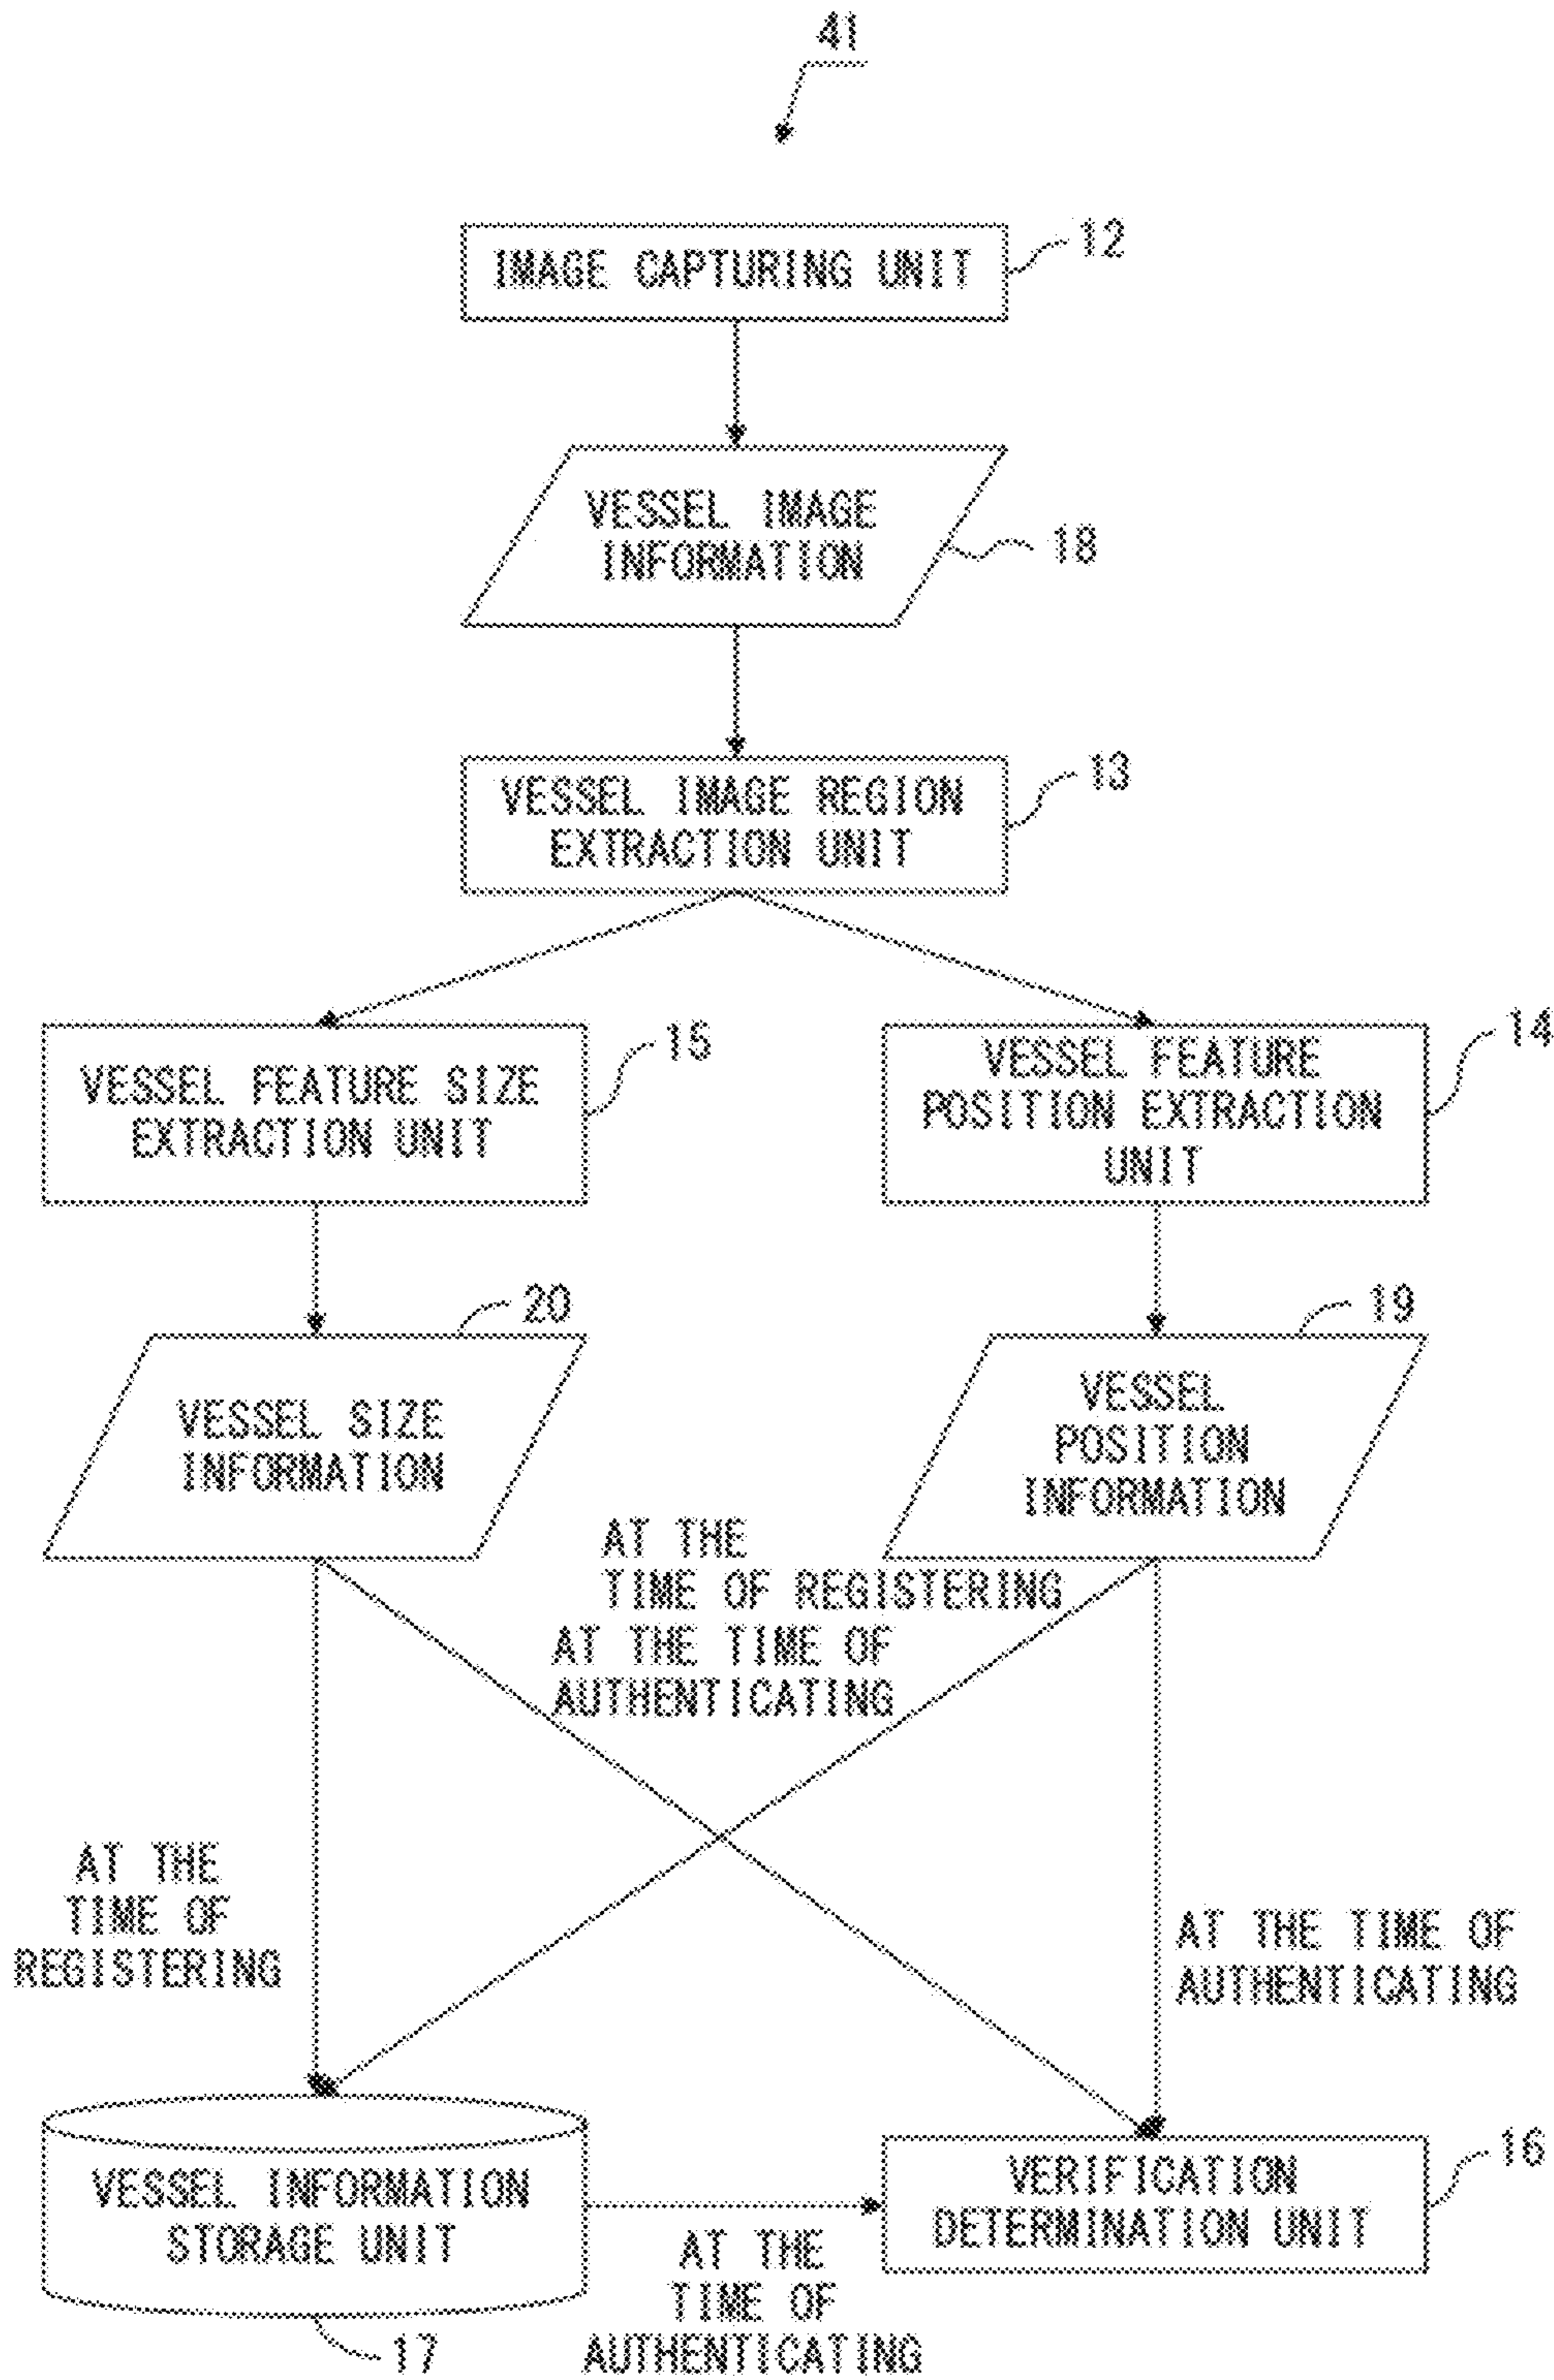 41
IMAGE CAPTURING UNIT
12
VESSEL IMAGE
INFORMATION
18
VESSEL IMAGE REGION
EXTRACTION UNIT
13
VESSEL FEATURE SIZE
EXTRACTION UNIT
15
VESSEL FEATURE
POSITION EXTRACTION
UNIT
14
20
VESSEL SIZE
INFORMATION
19
VESSEL
POSITION
INFORMATION
AT THE
TIME OF REGISTERING
AT THE TIME OF
AUTHENTICATING
AT THE
TIME OF
REGISTERING
AT THE TIME OF
AUTHENTICATING
VESSEL INFORMATION
STORAGE UNIT
17
VERIFICATION
DETERMINATION UNIT
16
AT THE
TIME OF
AUTHENTICATING